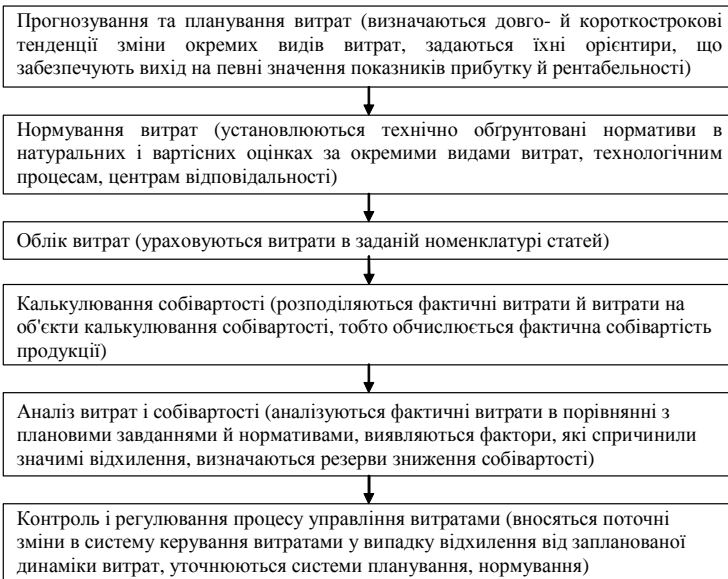 Прогнозування та планування витрат (визначаються довго- й короткострокові
тенденції зміни окремих видів витрат, задаються їхні орієнтири, що
забезпечують вихід на певні значення показників прибутку й рентабельності)
Нормування витрат (установлюються технічно обґрунтовані нормативи в
натуральних і вартісних оцінках за окремими видами витрат, технологічним
процесам, центрам відповідальності)
Облік витрат (ураховуються витрати в заданій номенклатурі статей)
Калькулювання собівартості (розподіляються фактичні витрати й витрати на
об'єкти калькулювання собівартості, тобто обчислюється фактична собівартість
продукції)
Аналіз витрат і собівартості (аналізуються фактичні витрати в порівнянні з
плановими завданнями й нормативами, виявляються фактори, які спричинили
значимі відхилення, визначаються резерви зниження собівартості)
Контроль і регулювання процесу управління витратами (вносяться поточні
зміни в систему керування витратами у випадку відхилення від запланованої
динаміки витрат, уточнюються системи планування, нормування)